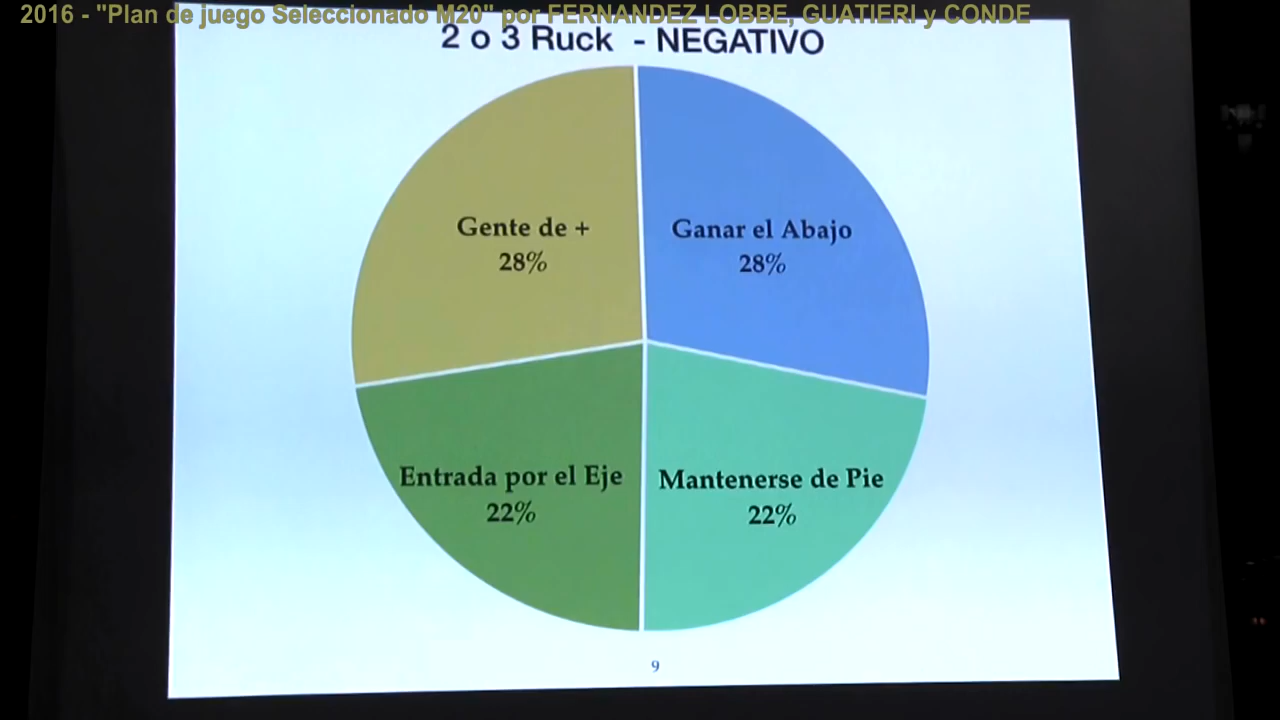 2016 - "Plan de juego Seleccionado M20" por FERNANDEZ LOBBE, GUATIERI y CONDE
2 o 3 Ruck - NEGATIVO
Gente de +
28%
Ganar el Abajo
28%
Entrada por el Eje
22%
Mantenerse de Pie
22%
9